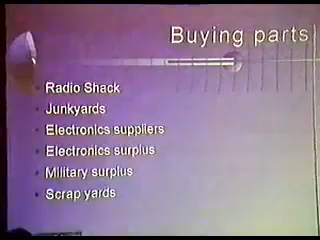 Buying parts
Radio Shack
Junkyards
Electronics suppliers
Electronics surplus
Military surplus
Scrap yards